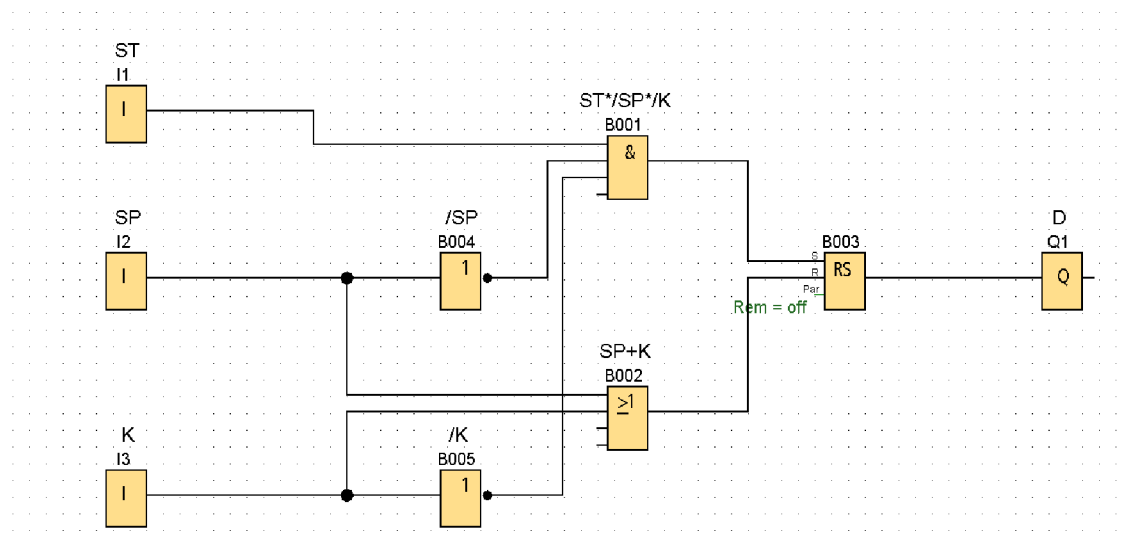 ST
I1
I
ST*/SP*/K
B001
&
SP
I2
I
/SP
B004
1
D
Q1
Q
B003
S
R
Par
RS
Rem = off
SP+K
B002
≥1
K
I3
I
/K
B005
1